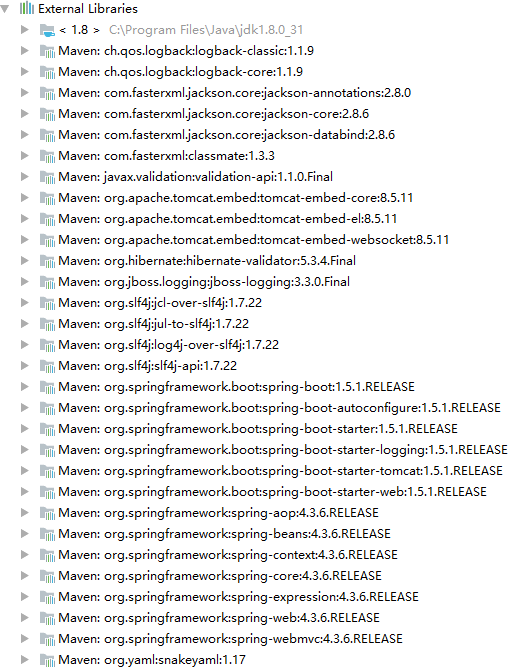 External Libraries
< 1.8 > C:\Program Files\Java\jdk1.8.0_31
Maven: ch.qos.logback:logback-classic:1.1.9
Maven: ch.qos.logback:logback-core:1.1.9
Maven: com.fasterxml.jackson.core:jackson-annotations:2.8.0
Maven: com.fasterxml.jackson.core:jackson-core:2.8.6
Maven: com.fasterxml.jackson.core:jackson-databind:2.8.6
Maven: com.fasterxml:classmate:1.3.3
Maven: javax.validation:validation-api:1.1.0.Final
Maven: org.apache.tomcat.embed:tomcat-embed-core:8.5.11
Maven: org.apache.tomcat.embed:tomcat-embed-el:8.5.11
Maven: org.apache.tomcat.embed:tomcat-embed-websocket:8.5.11
Maven: org.hibernate:hibernate-validator:5.3.4.Final
Maven: org.jboss.logging:jboss-logging:3.3.0.Final
Maven: org.slf4j:jcl-over-slf4j:1.7.22
Maven: org.slf4j:jul-to-slf4j:1.7.22
Maven: org.slf4j:log4j-over-slf4j:1.7.22
Maven: org.slf4j:slf4j-api:1.7.22
Maven: org.springframework.boot:spring-boot:1.5.1.RELEASE
Maven: org.springframework.boot:spring-boot-autoconfigure:1.5.1.RELEASE
Maven: org.springframework.boot:spring-boot-starter:1.5.1.RELEASE
Maven: org.springframework.boot:spring-boot-starter-logging:1.5.1.RELEASE
Maven: org.springframework.boot:spring-boot-starter-tomcat:1.5.1.RELEASE
Maven: org.springframework.boot:spring-boot-starter-web:1.5.1.RELEASE
Maven: org.springframework:spring-aop:4.3.6.RELEASE
Maven: org.springframework:spring-beans:4.3.6.RELEASE
Maven: org.springframework:spring-context:4.3.6.RELEASE
Maven: org.springframework:spring-core:4.3.6.RELEASE
Maven: org.springframework:spring-expression:4.3.6.RELEASE
Maven: org.springframework:spring-web:4.3.6.RELEASE
Maven: org.springframework:spring-webmvc:4.3.6.RELEASE
Maven: org.yaml:snakeyaml:1.17